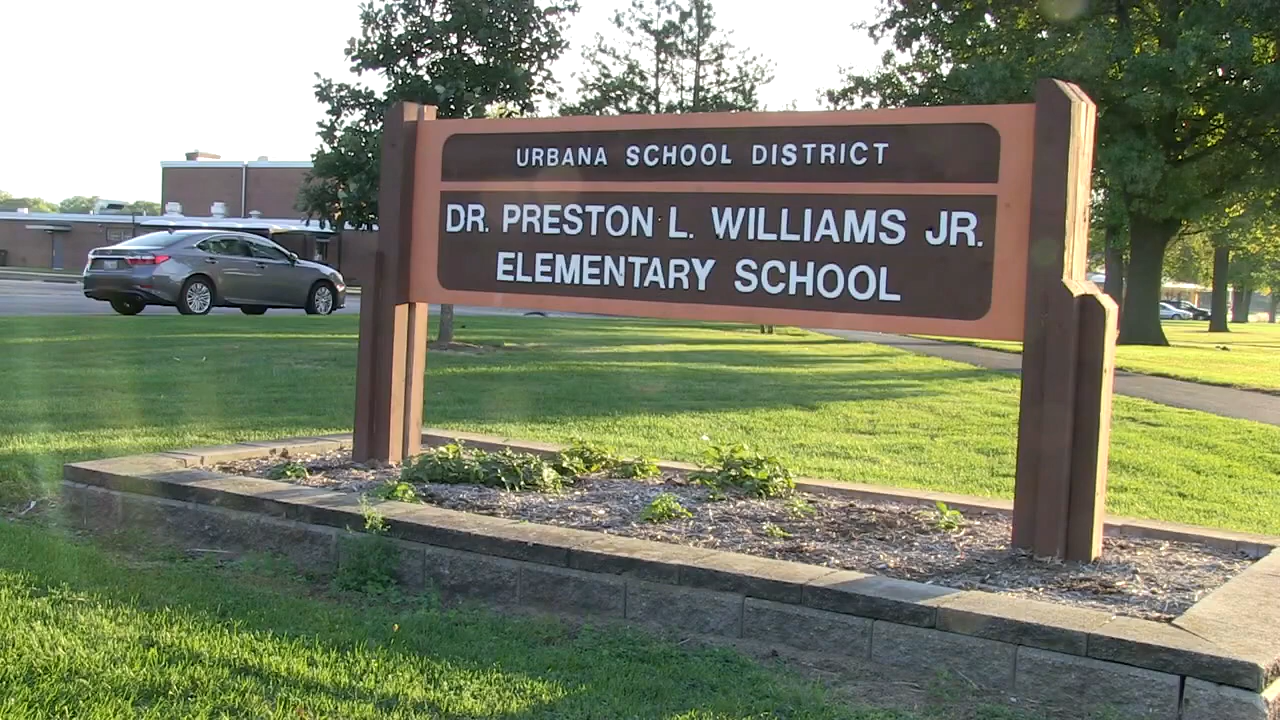 URBANA SCHOOL DISTRICT
DR. PRESTON L. WILLIAMS JR.
ELEMENTARY SCHOOL